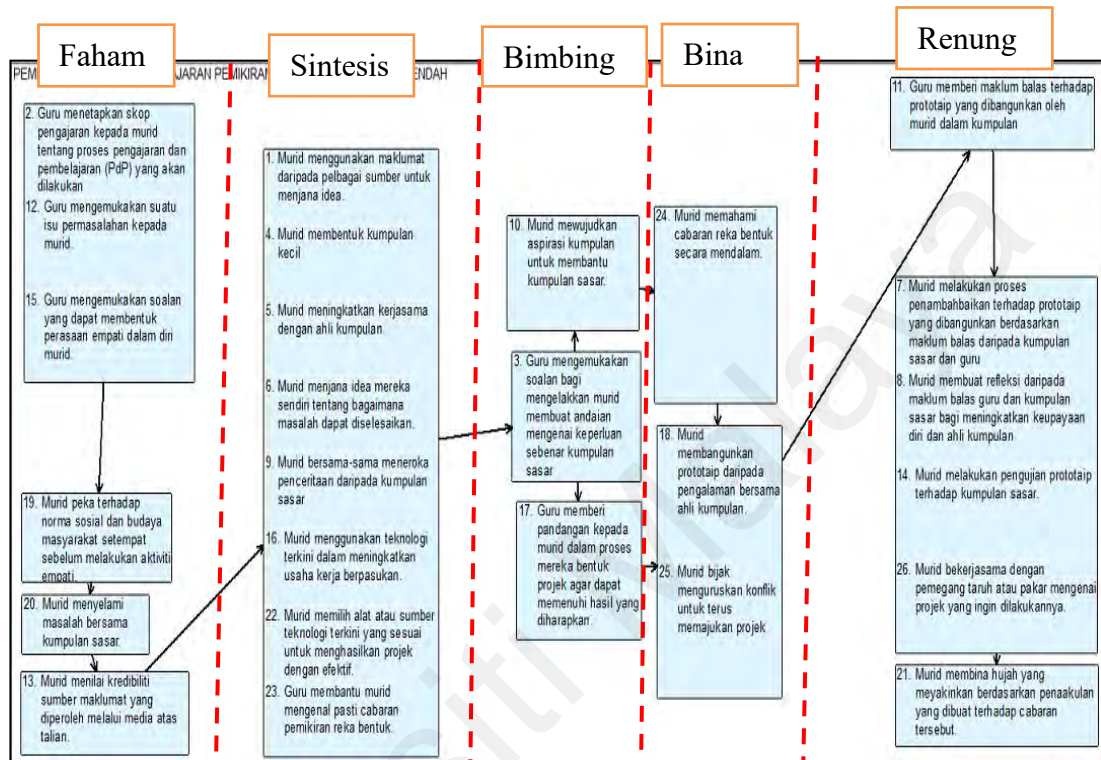 Faham
Sintesis
Bimbing
Bina
Renung
PEM
AJARAN PEMIKIRAN
ENDAH
2. Guru menetapkan skop
pengajaran kepada murid
tentang proses pengajaran dan
pembelajaran (PdP) yang akan
dilakukan
12. Guru mengemukakan suatu
isu permasalahan kepada
murid.
15. Guru mengemukakan soalan
yang dapat membentuk
perasaan empati dalam diri
murid.
19. Murid peka terhadap
norma sosial dan budaya
masyarakat setempat
sebelum melakukan aktiviti
empati.
20. Murid menyelami
masalah bersama
kumpulan sasar.
13. Murid menilai kredibiliti
sumber maklumat yang
diperoleh melalui media atas
talian.
1. Murid menggunakan maklumat
daripada pelbagai sumber untuk
menjana idea.
4. Murid membentuk kumpulan
kecil
5. Murid meningkatkan kerjasama
dengan ahli kumpulan.
6. Murid menjana idea mereka
sendiri tentang bagaimana
masalah dapat diselesaikan.
9. Murid bersama-sama meneroka
penceritaan daripada kumpulan
sasar
16. Murid menggunakan teknologi
terkini dalam meningkatkan
usaha kerja berpasukan.
22. Murid memilih alat atau sumber
teknologi terkini yang sesuai
untuk menghasilkan projek
dengan efektif.
23. Guru membantu murid
mengenal pasti cabaran
pemikiran reka bentuk.
10. Murid mewujudkan
aspirasi kumpulan
untuk membantu
kumpulan sasar.
3. Guru mengemukakan
soalan bagi
mengelakkan murid
membuat andaian
mengenai keperluan
sebenar kumpulan
sasar
17. Guru memberi
pandangan kepada
murid dalam proses
mereka bentuk
projek agar dapat
memenuhi hasil yang
diharapkan.
24. Murid memahami
cabaran reka bentuk
secara mendalam.
18. Murid
membangunkan
prototaip daripada
pengalaman bersama
ahli kumpulan.
25. Murid bijak
menguruskan konflik
untuk terus
memajukan projek
11. Guru memberi maklum balas terhadap
prototaip yang dibangunkan oleh
murid dalam kumpulan
7. Murid melakukan proses
penambahbaikan terhadap prototaip
yang dibangunkan berdasarkan
maklum balas daripada kumpulan
sasar dan guru
8. Murid membuat refleksi daripada
maklum balas guru dan kumpulan
sasar bagi meningkatkan keupayaan
diri dan ahli kumpulan
14. Murid melakukan pengujian prototaip
terhadap kumpulan sasar.
26. Murid bekerjasama dengan
pemegang taruh atau pakar mengenai
projek yang ingin dilakukannya.
21. Murid membina hujah yang
meyakinkan berdasarkan penaakulan
yang dibuat terhadap cabaran
tersebut.
siti Malaya